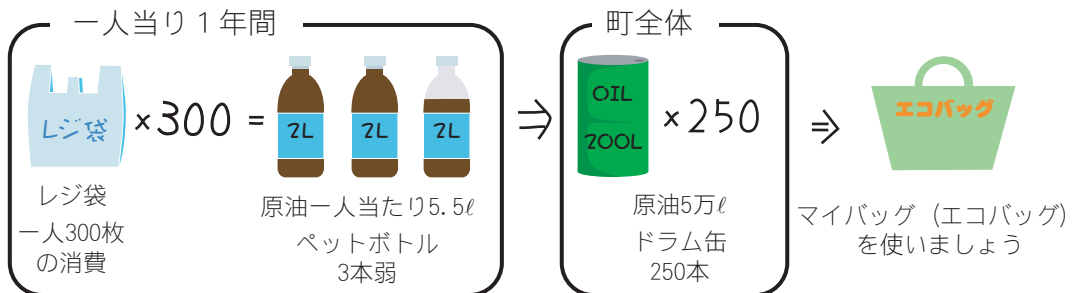 一人当り1年間
レジ袋
×300
=
2L
2L
2L
レジ袋
一人300枚
の消費
原油一人当たり5.5ℓ
ペットボトル
3本弱
⇒
町全体
OIL
200L
×250
原油5万ℓ
ドラム缶
250本
⇒
エコバッグ
マイバッグ (エコバッグ)
を使いましょう